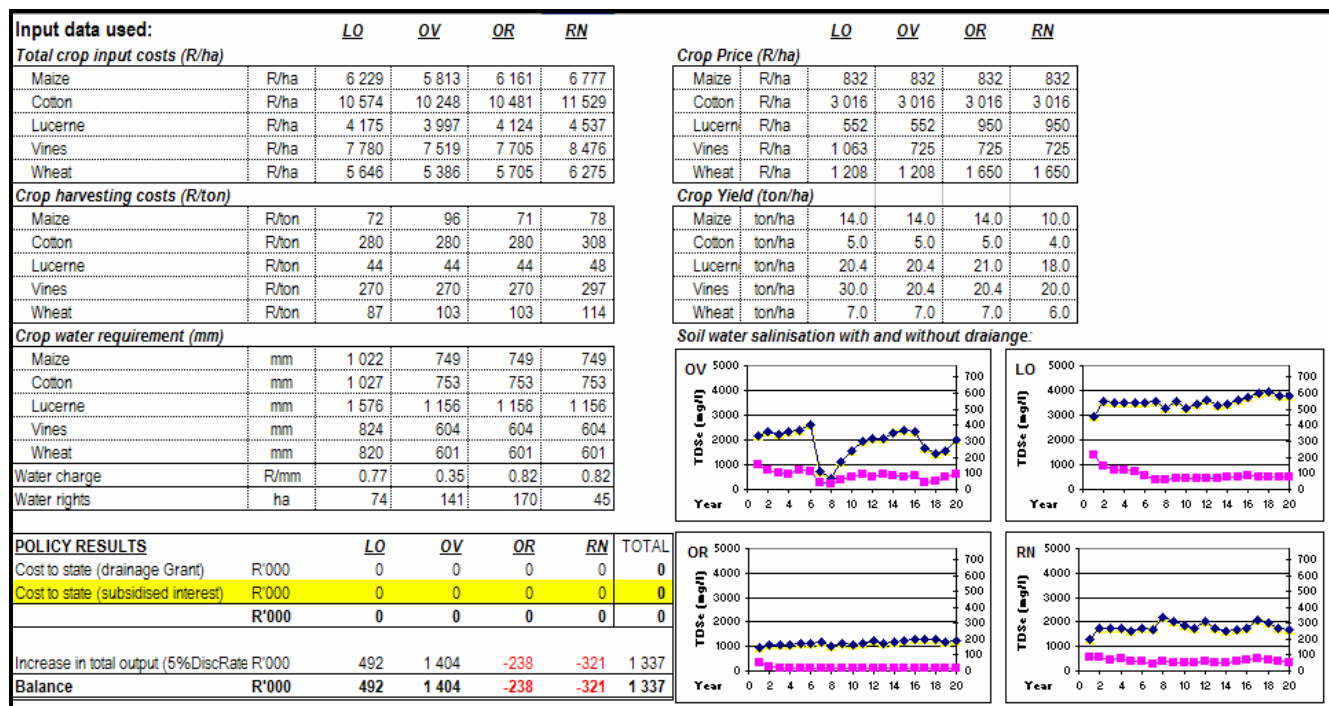 Input data used: LO OV OR RN
Total crop input costs (R/ha)
Maize R/ha 6 229 5 813 6 161 6 777
Cotton R/ha 10 574 10 248 10 481 11 529
Lucerne R/ha 4 175 3 997 4 124 4 537
Vines R/ha 7 780 7 519 7 705 8 476
Wheat R/ha 5 646 5 386 5 705 6 275
Crop harvesting costs (R/ton)
Maize R/ton 72 96 71 78
Cotton R/ton 280 280 280 308
Lucerne R/ton 44 44 44 48
Vines R/ton 270 270 270 297
Wheat R/ton 87 103 103 114
Crop water requirement (mm)
Maize mm 1 022 749 749 749
Cotton mm 1 027 753 753 753
Lucerne mm 1 576 1 156 1 156 1 156
Vines mm 824 604 604 604
Wheat mm 820 601 601 601
Water charge R/mm 0.77 0.35 0.82 0.82
Water rights ha 74 141 170 45
POLICY RESULTS LO OV OR RN TOTAL
Cost to state (drainage Grant) R'000 0 0 0 0 0
Cost to state (subsidised interest) R'000 0 0 0 0 0
R'000 0 0 0 0 0
Increase in total output (5%DiscRate R'000 492 1 404 -238 -321 1 337
Balance R'000 492 1 404 -238 -321 1 337
LO OV OR RN
Crop Price (R/ha)
Maize R/ha 832 832 832 832
Cotton R/ha 3 016 3 016 3 016 3 016
Lucern R/ha 552 552 950 950
Vines R/ha 1 063 725 725 725
Wheat R/ha 1 208 1 208 1 650 1 650
Crop Yield (ton/ha)
Maize ton/ha 14.0 14.0 14.0 10.0
Cotton ton/ha 5.0 5.0 5.0 4.0
Lucern ton/ha 20.4 20.4 21.0 18.0
Vines ton/ha 30.0 20.4 20.4 20.0
Wheat ton/ha 7.0 7.0 7.0 6.0
Soil water salinisation with and without draiange:
OV
TDSe (mg/l)
5000
4000
3000
2000
1000
0
700
600
500
400
300
200
100
0
Year 0 2 4 6 8 10 12 14 16 18 20
LO
TDSe (mg/l)
5000
4000
3000
2000
1000
0
700
600
500
400
300
200
100
0
Year 0 2 4 6 8 10 12 14 16 18 20
OR
TDSe (mg/l)
5000
4000
3000
2000
1000
0
700
600
500
400
300
200
100
0
Year 0 2 4 6 8 10 12 14 16 18 20
RN
TDSe (mg/l)
5000
4000
3000
2000
1000
0
700
600
500
400
300
200
100
0
Year 0 2 4 6 8 10 12 14 16 18 20